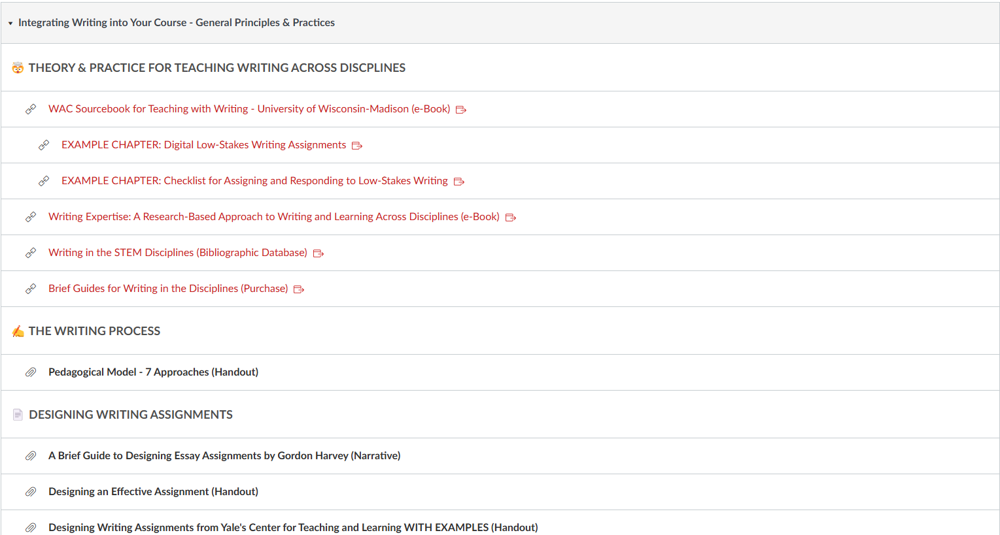 Integrating Writing into Your Course - General Principles & Practices
🤯 THEORY & PRACTICE FOR TEACHING WRITING ACROSS DISCPLINES
WAC Sourcebook for Teaching with Writing - University of Wisconsin-Madison (e-Book)
EXAMPLE CHAPTER: Digital Low-Stakes Writing Assignments
EXAMPLE CHAPTER: Checklist for Assigning and Responding to Low-Stakes Writing
Writing Expertise: A Research-Based Approach to Writing and Learning Across Disciplines (e-Book)
Writing in the STEM Disciplines (Bibliographic Database)
Brief Guides for Writing in the Disciplines (Purchase)
✍️ THE WRITING PROCESS
Pedagogical Model - 7 Approaches (Handout)
📄 DESIGNING WRITING ASSIGNMENTS
A Brief Guide to Designing Essay Assignments by Gordon Harvey (Narrative)
Designing an Effective Assignment (Handout)
Designing Writing Assignments from Yale's Center for Teaching and Learning WITH EXAMPLES (Handout)